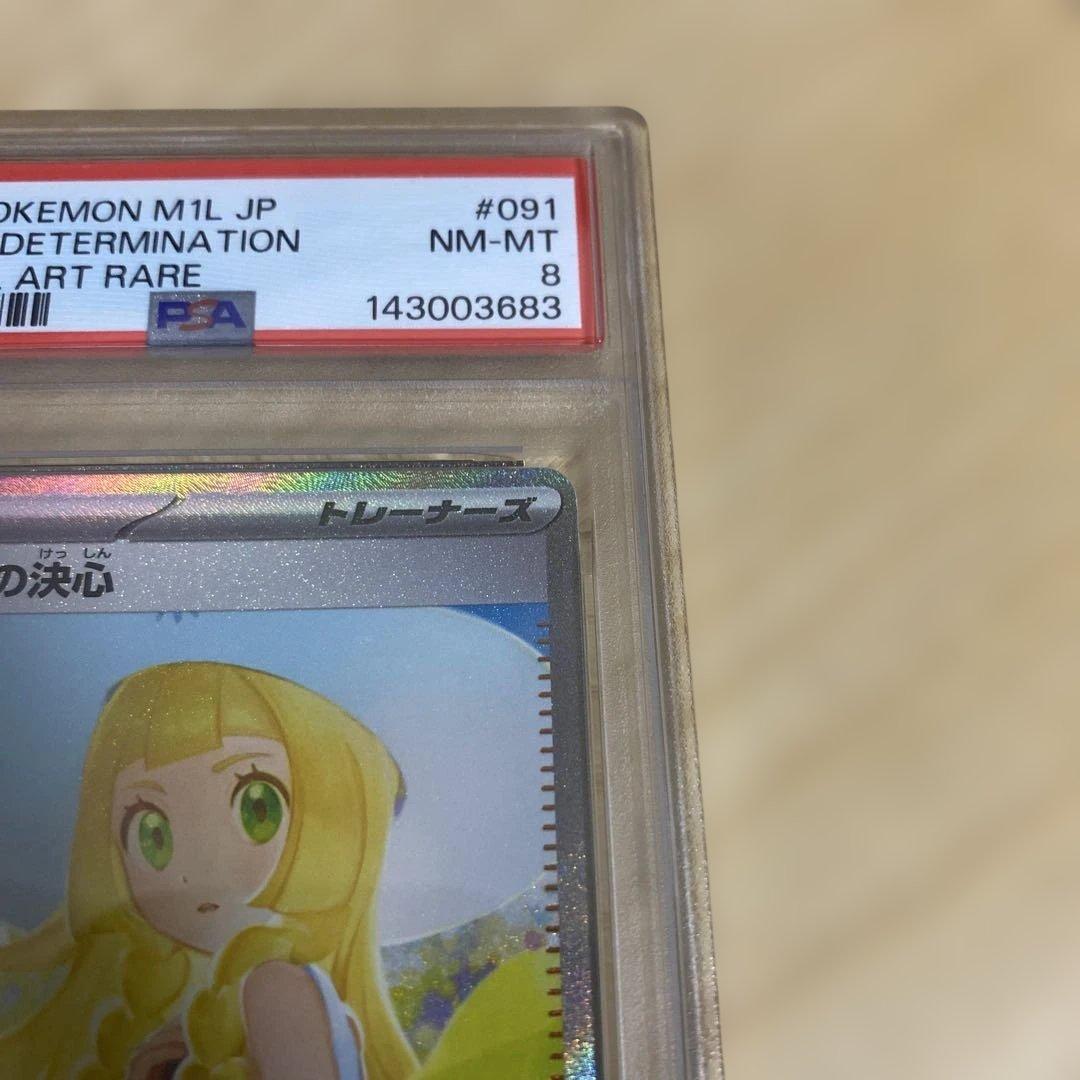 OKEMON M1L JP #091
DETERMINATION NM-MT
ART RARE 8
PSA 143003683
トレーナーズ
けっ しん
の決心